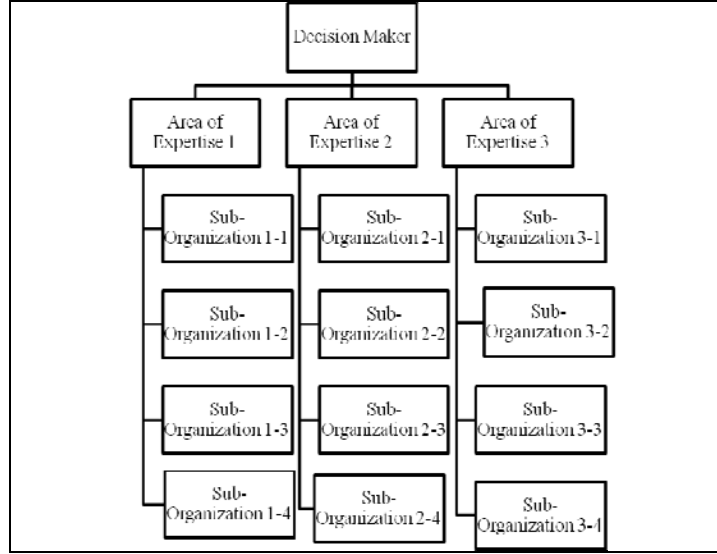 Decision Maker
Area of
Expertise 1
Area of
Expertise 2
Area of
Expertise 3
Sub-
Organization 1-1
Sub-
Organization 2-1
Sub-
Organization 3-1
Sub-
Organization 1-2
Sub-
Organization 2-2
Sub-
Organization 3-2
Sub-
Organization 1-3
Sub-
Organization 2-3
Sub-
Organization 3-3
Sub-
Organization 1-4
Sub-
Organization 2-4
Sub-
Organization 3-4